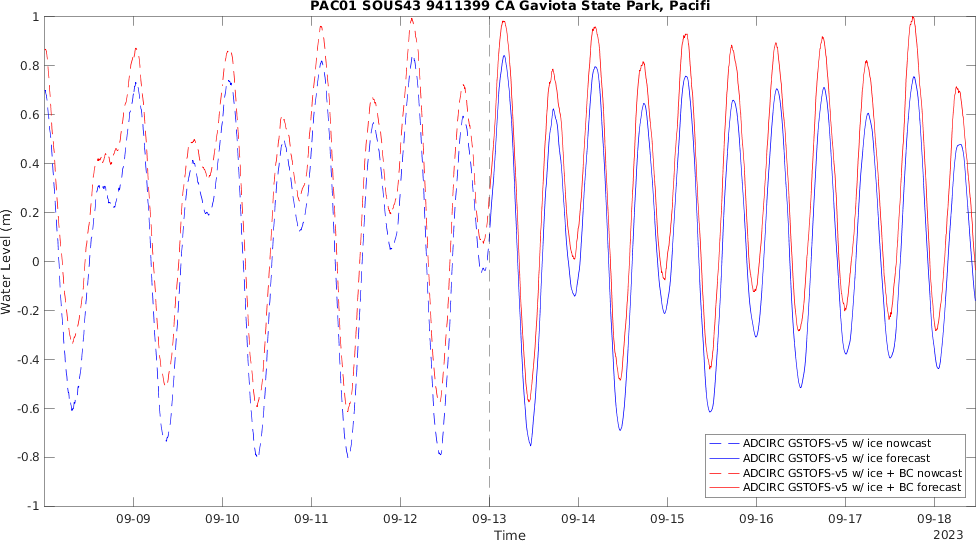 PAC01 SOUS43 9411399 CA Gaviota State Park, Pacifi
1
0.8
0.6
0.4
0.2
0
-0.2
-0.4
-0.6
-0.8
-1
Water Level (m)
ADCIRC GSTOFS-v5 w/ ice nowcast
ADCIRC GSTOFS-v5 w/ ice forecast
ADCIRC GSTOFS-v5 w/ ice + BC nowcast
ADCIRC GSTOFS-v5 w/ ice + BC forecast
09-09 09-10 09-11 09-12 09-13 09-14 09-15 09-16 09-17 09-18
Time
2023